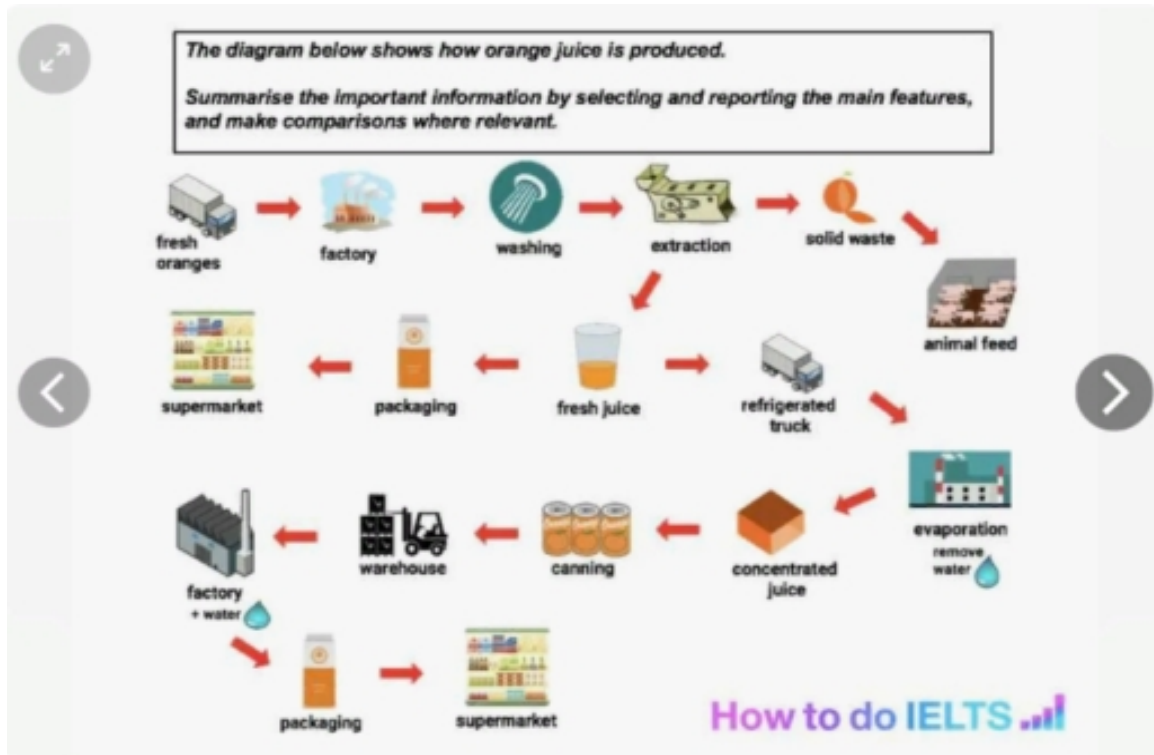 The diagram below shows how orange juice is produced.
Summarise the important information by selecting and reporting the main features,
and make comparisons where relevant.
fresh
oranges
factory
washing
extraction
solid waste
animal feed
supermarket
packaging
fresh juice
refrigerated
truck
evaporation
remove
water
concentrated
juice
canning
warehouse
factory
+ water
packaging
supermarket
How to do IELTS